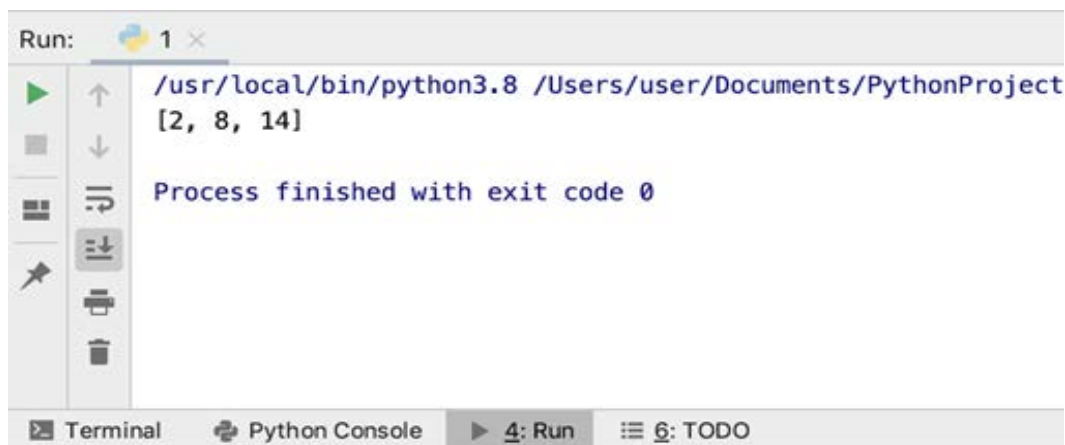 Run: 1
/usr/local/bin/python3.8 /Users/user/Documents/PythonProject
[2, 8, 14]
Process finished with exit code 0
Terminal Python Console 4: Run 6: TODO